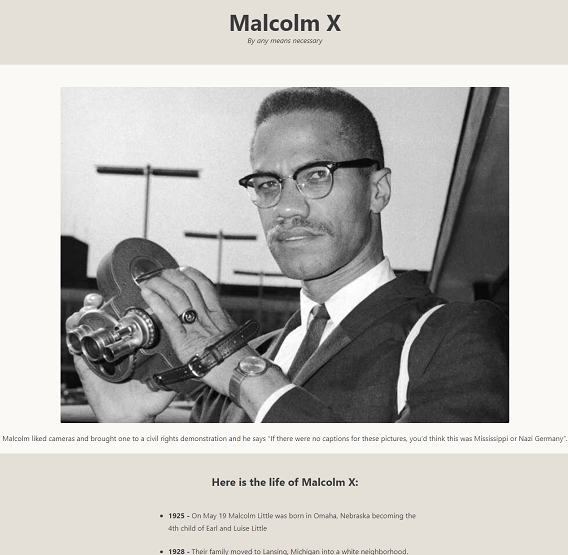 Malcolm X
By any means necessary
Malcolm liked cameras and brought one to a civil rights demonstration and he says "If there were no captions for these pictures, you'd think this was Mississippi or Nazi Germany".
Here is the life of Malcolm X:
• 1925 - On May 19 Malcolm Little was born in Omaha, Nebraska becoming the
4th child of Earl and Luise Little
• 1928 - Their family moved to Lansing, Michigan into a white neighborhood.